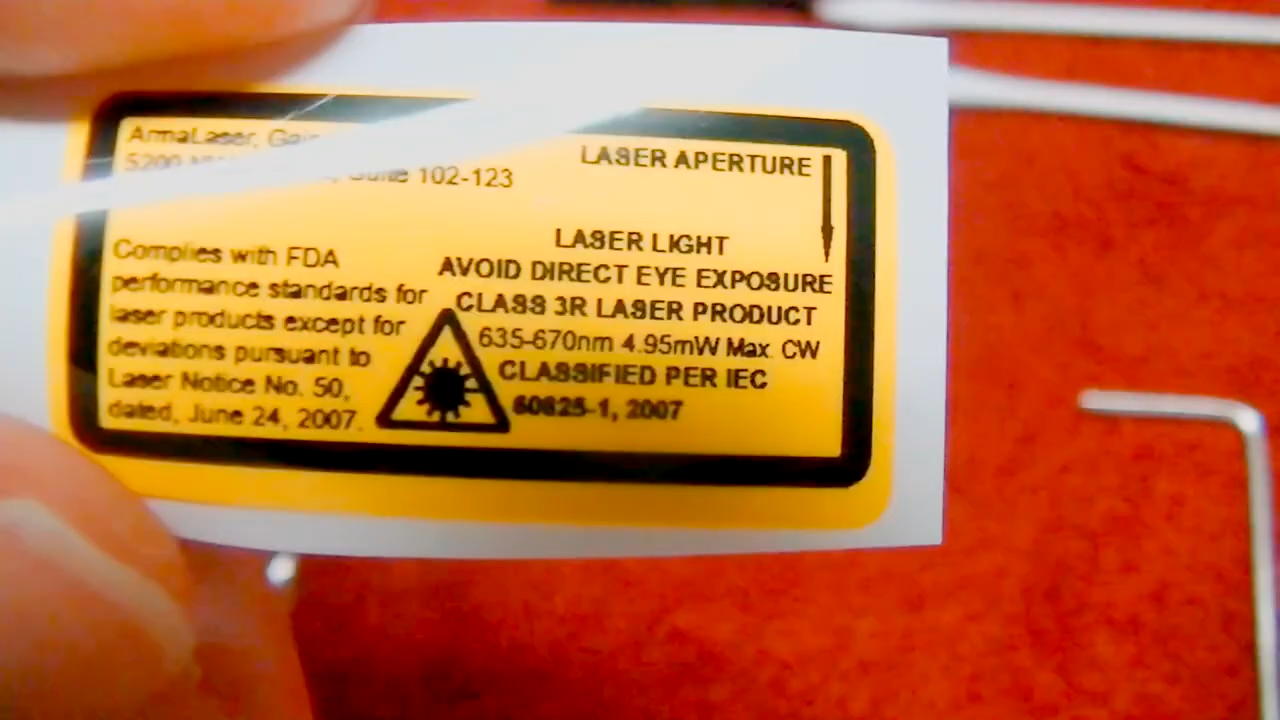 ArmaLaser,
5200
Suite 102-123
LASER APERTURE
Complies with FDA
performance standards for
laser products except for
deviations pursuant to
Laser Notice No. 50,
dated, June 24, 2007.
LASER LIGHT
AVOID DIRECT EYE EXPOSURE
CLASS 3R LASER PRODUCT
635-670nm 4.95mW Max. CW
CLASSIFIED PER IEC
60825-1, 2007